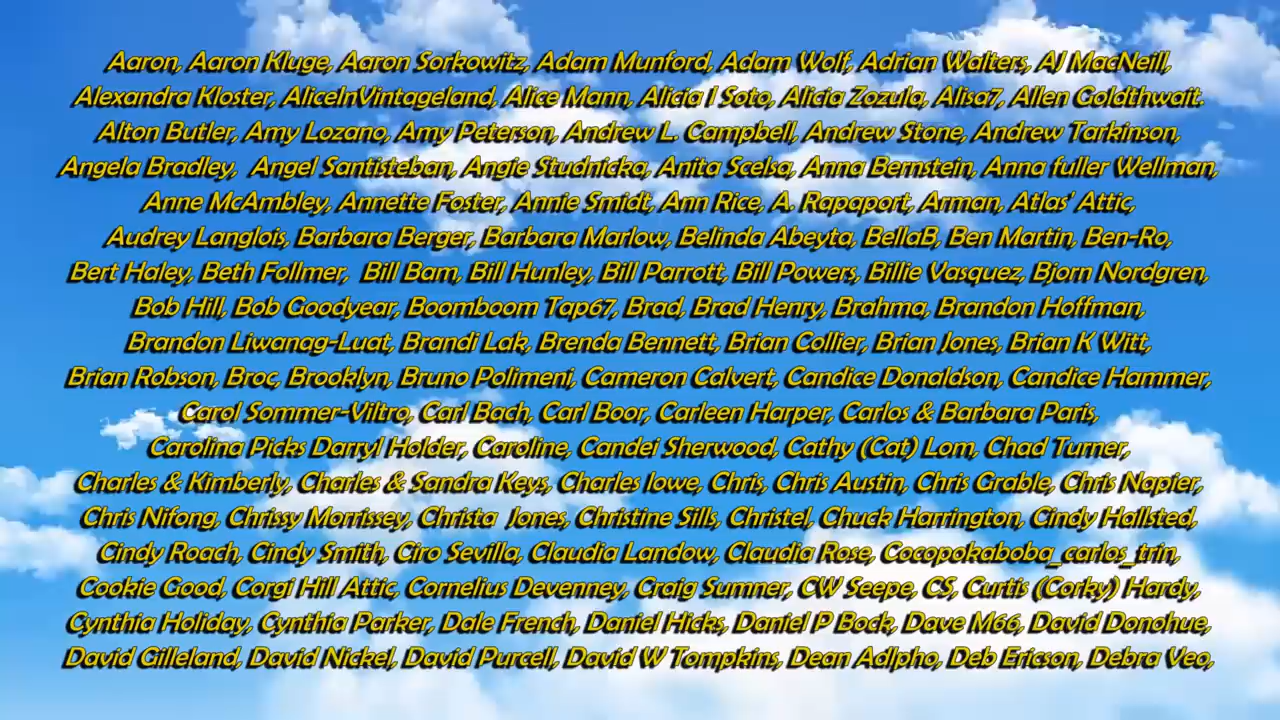 Aaron, Aaron Kluge, Aaron Sorkowitz, Adam Munford, Adam Wolf, Adrian Walters, AJ MacNeill,
Alexandra Kloster, AliceInVintageland, Alice Mann, Alicia I Soto, Alicia Zozula, Alisa7, Allen Goldthwait.
Alton Butler, Amy Lozano, Amy Peterson, Andrew L. Campbell, Andrew Stone, Andrew Tarkinson,
Angela Bradley, Angel Santisteban, Angie Studnicka, Anita Scelsa, Anna Bernstein, Anna fuller Wellman,
Anne McAmbley, Annette Foster, Annie Smidt, Ann Rice, A. Rapaport, Arman, Atlas' Attic,
Audrey Langlois, Barbara Berger, Barbara Marlow, Belinda Abeyta, BellaB, Ben Martin, Ben-Ro,
Bert Haley, Beth Follmer, Bill Bam, Bill Hunley, Bill Parrott, Bill Powers, Billie Vasquez, Bjorn Nordgren,
Bob Hill, Bob Goodyear, Boomboom Tap67, Brad, Brad Henry, Brahma, Brandon Hoffman,
Brandon Liwanag-Luat, Brandi Lak, Brenda Bennett, Brian Collier, Brian Jones, Brian K Witt,
Brian Robson, Broc, Brooklyn, Bruno Polimeni, Cameron Calvert, Candice Donaldson, Candice Hammer,
Carol Sommer-Viltro, Carl Bach, Carl Boor, Carleen Harper, Carlos & Barbara Paris,
Carolina Picks Darryl Holder, Caroline, Candei Sherwood, Cathy (Cat) Lom, Chad Turner,
Charles & Kimberly, Charles & Sandra Keys, Charles lowe, Chris, Chris Austin, Chris Grable, Chris Napier,
Chris Nifong, Chrissy Morrissey, Christa Jones, Christine Sills, Christel, Chuck Harrington, Cindy Hallsted,
Cindy Roach, Cindy Smith, Ciro Sevilla, Claudia Landow, Claudia Rose, Cocopokaboba_carlos_trin,
Cookie Good, Corgi Hill Attic, Cornelius Devenney, Craig Sumner, CW Seepe, CS, Curtis (Corky) Hardy,
Cynthia Holiday, Cynthia Parker, Dale French, Daniel Hicks, Daniel P Bock, Dave M66, David Donohue,
David Gilleland, David Nickel, David Purcell, David W Tompkins, Dean Adlpho, Deb Ericson, Debra Veo,